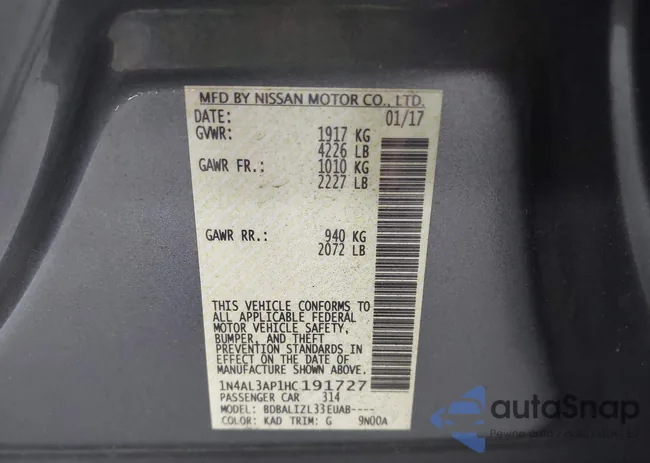 MFD BY NISSAN MOTOR CO., LTD.
DATE: 01/17
GVWR: 1917 KG
4226 LB
GAWR FR.: 1010 KG
2227 LB
GAWR RR.: 940 KG
2072 LB
THIS VEHICLE CONFORMS TO
ALL APPLICABLE FEDERAL
MOTOR VEHICLE SAFETY,
BUMPER, AND THEFT
PREVENTION STANDARDS IN
EFFECT ON THE DATE OF
MANUFACTURE SHOWN ABOVE.
1N4AL3AP1HC191727
PASSENGER CAR 314
MODEL: BDBALIZL33EUAB----
COLOR: KAD TRIM: G 9N00A
autoSnap
Pewne auto z